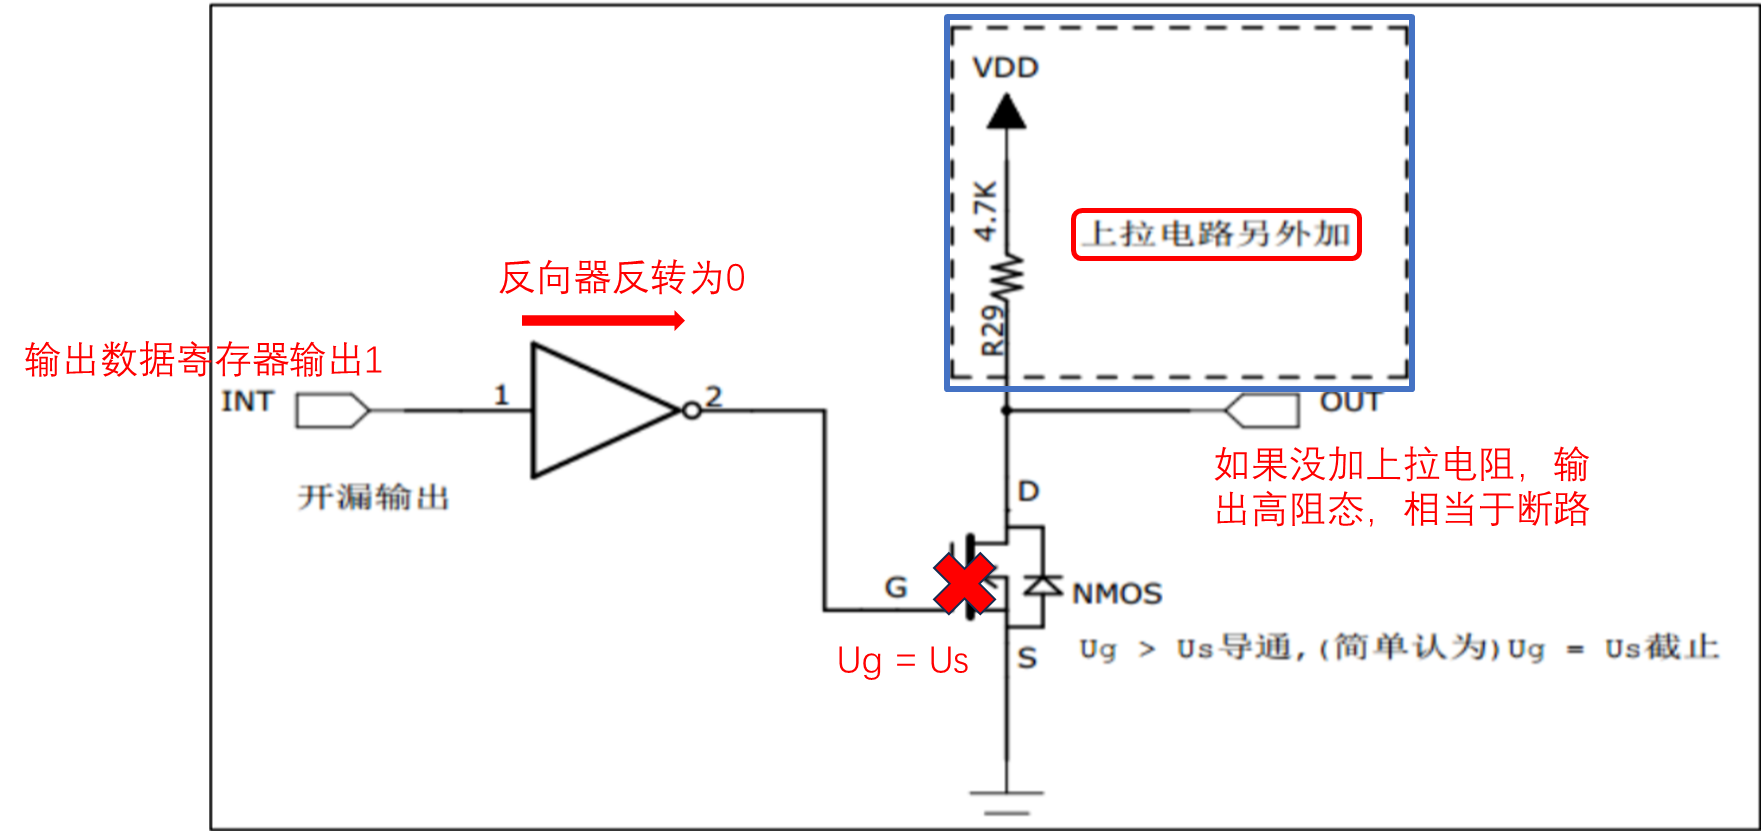 VDD
4.7K
上拉电路另外加
R29
反向器反转为0
输出数据寄存器输出1
INT
1
2
OUT
开漏输出
如果没加上拉电阻，输
出高阻态，相当于断路
D
G
NMOS
Ug = Us
S
Ug > Us导通,(简单认为)Ug = Us截止